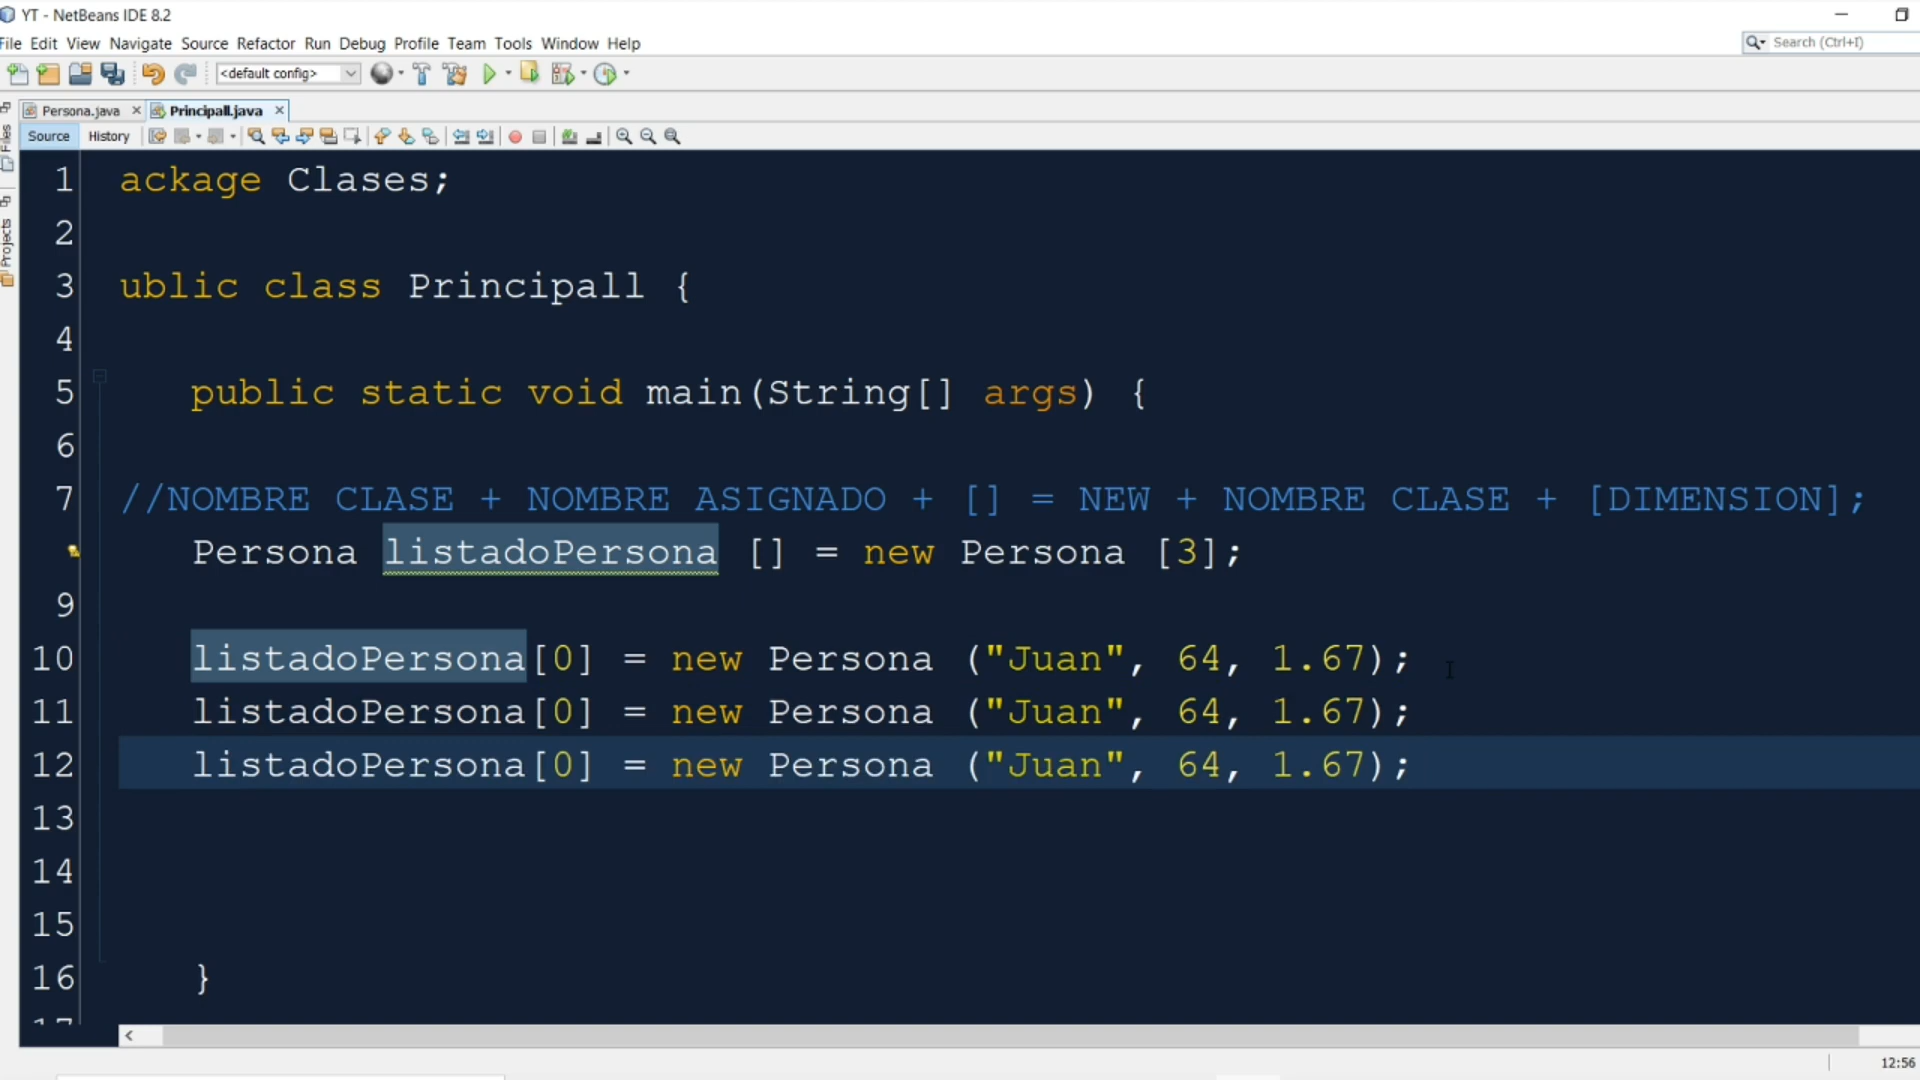 YT - NetBeans IDE 8.2
File Edit View Navigate Source Refactor Run Debug Profile Team Tools Window Help
Search (Ctrl+I)
<default config>
Persona.java Principall.java
Source History
Files
Projects
1 ackage Clases;
2
3 ublic class Principall {
4
5 public static void main(String[] args) {
6
7 //NOMBRE CLASE + NOMBRE ASIGNADO + [] = NEW + NOMBRE CLASE + [DIMENSION];
Persona listadoPersona [] = new Persona [3];
9
10 listadoPersona[0] = new Persona ("Juan", 64, 1.67);
11 listadoPersona[0] = new Persona ("Juan", 64, 1.67);
12 listadoPersona[0] = new Persona ("Juan", 64, 1.67);
13
14
15
16 }
17
12:56